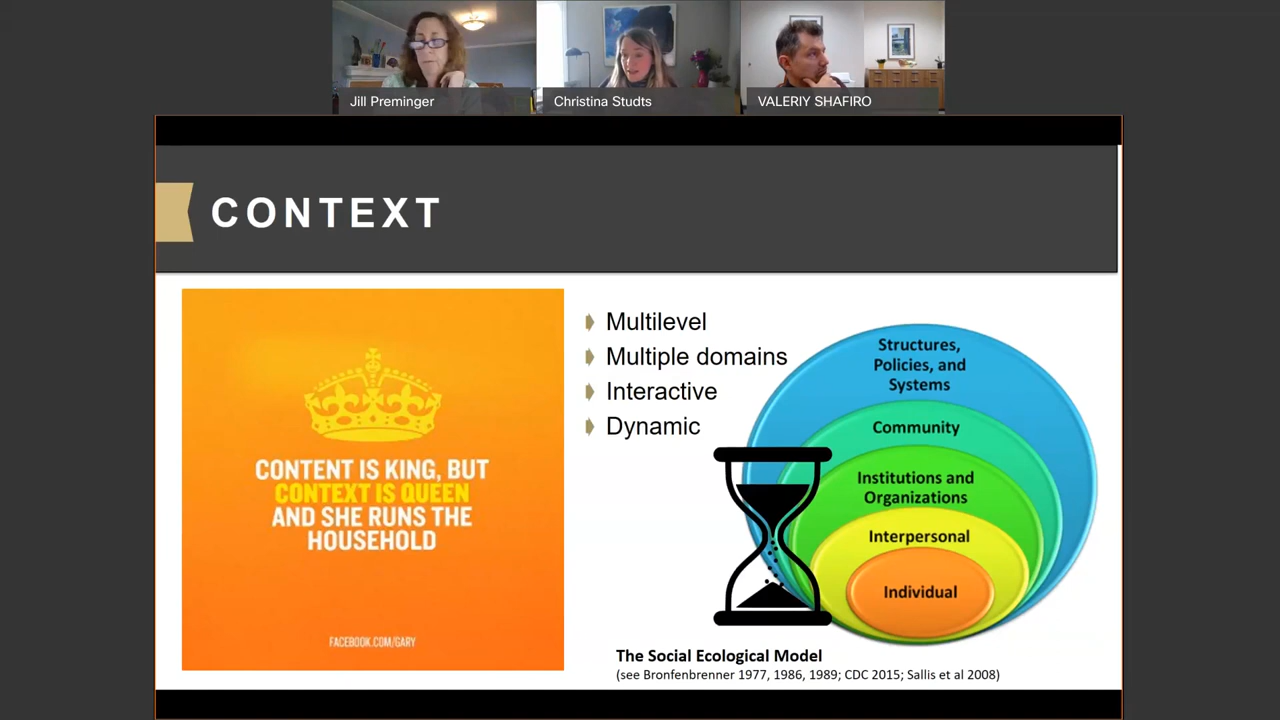 Jill Preminger
Christina Studts
VALERIY SHAFIRO
CONTEXT
CONTENT IS KING, BUT
CONTEXT IS QUEEN
AND SHE RUNS THE
HOUSEHOLD
FACEBOOK.COM/GARY
Multilevel
Multiple domains
Interactive
Dynamic
Structures,
Policies, and
Systems
Community
Institutions and
Organizations
Interpersonal
Individual
The Social Ecological Model
(see Bronfenbrenner 1977, 1986, 1989; CDC 2015; Sallis et al 2008)